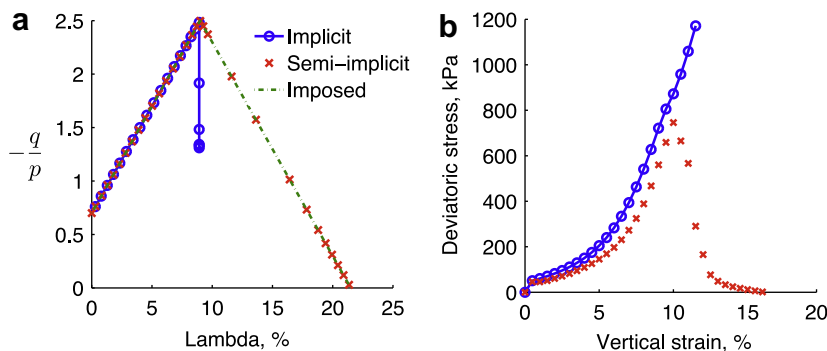 a
2.5
2
1.5
1
0.5
0
−q/p
0 5 10 15 20 25
Lambda, %
Implicit
Semi−implicit
Imposed
b
1200
1000
800
600
400
200
0
Deviatoric stress, kPa
0 5 10 15 20
Vertical strain, %